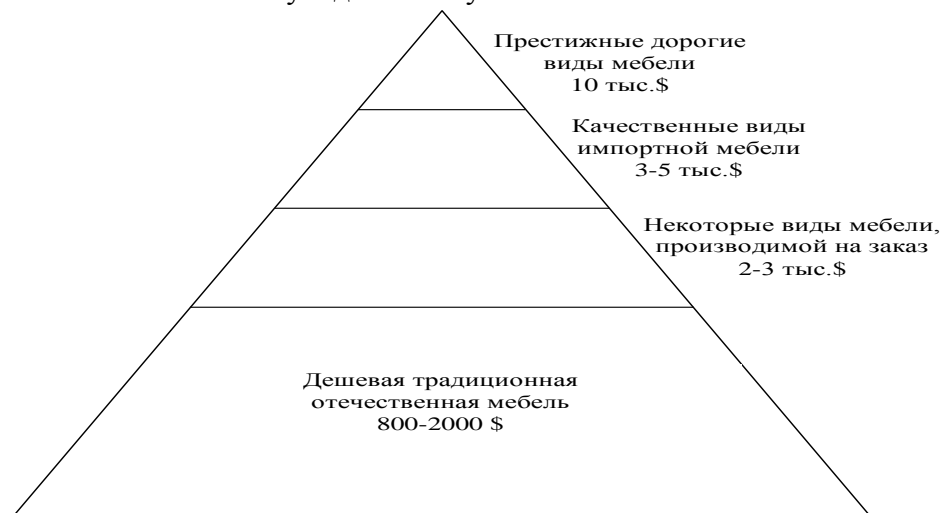 Престижные дорогие
виды мебели
10 тыс.$
Качественные виды
импортной мебели
3-5 тыс.$
Некоторые виды мебели,
производимой на заказ
2-3 тыс.$
Дешевая традиционная
отечественная мебель
800-2000 $